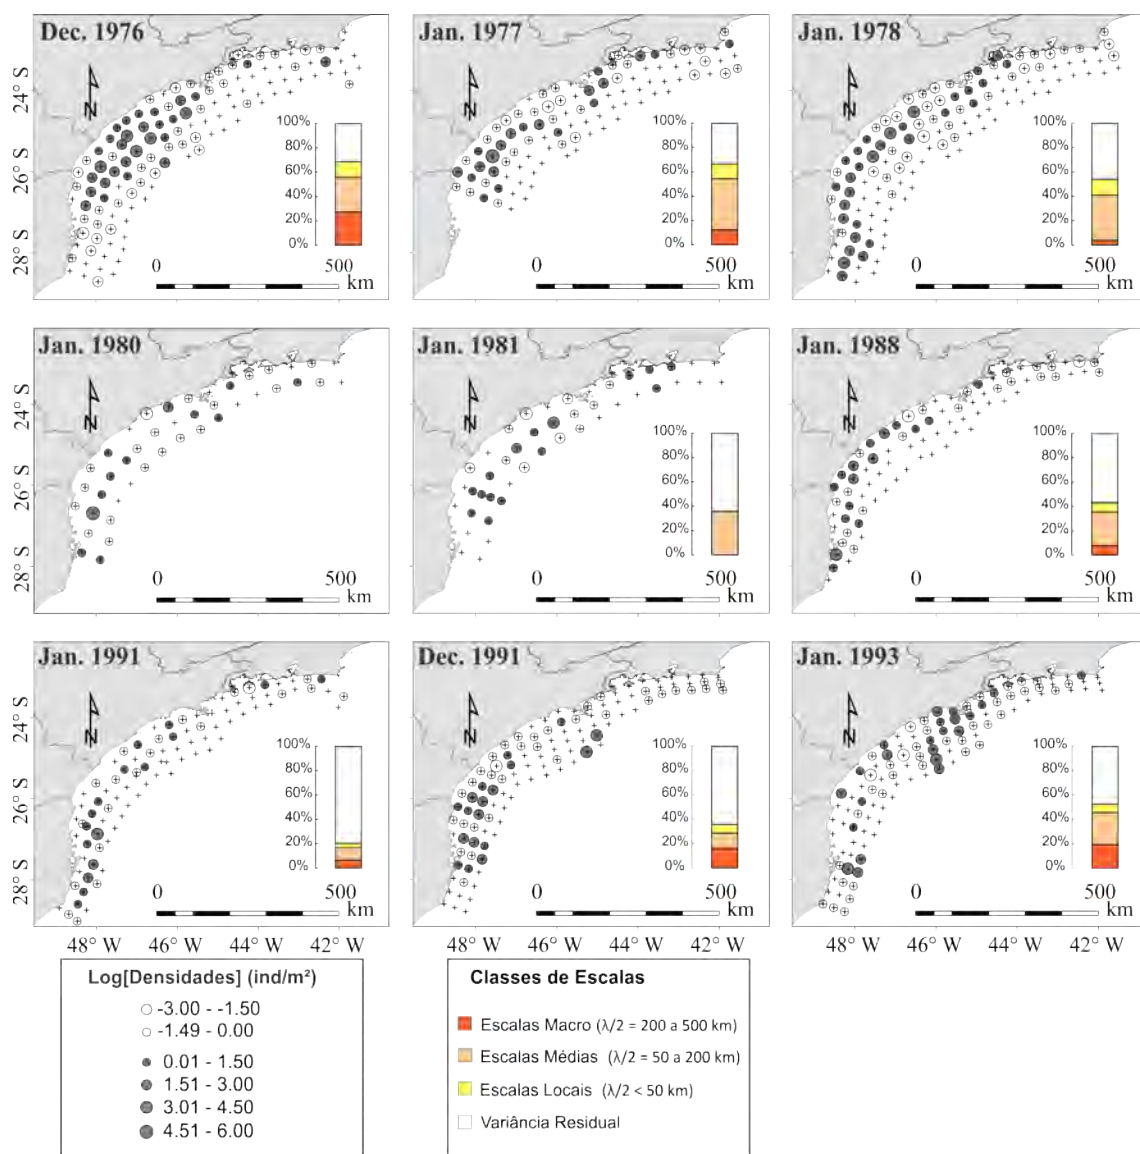 Dec. 1976
Jan. 1977
Jan. 1978
24° S
26° S
28° S
100%
80%
60%
40%
20%
0%
100%
80%
60%
40%
20%
0%
100%
80%
60%
40%
20%
0%
0 500
km
0 500
km
0 500
km
N
N
N
Jan. 1980
Jan. 1981
Jan. 1988
24° S
26° S
28° S
100%
80%
60%
40%
20%
0%
100%
80%
60%
40%
20%
0%
0 500
km
0 500
km
0 500
km
N
N
N
Jan. 1991
Dec. 1991
Jan. 1993
24° S
26° S
28° S
100%
80%
60%
40%
20%
0%
100%
80%
60%
40%
20%
0%
100%
80%
60%
40%
20%
0%
0 500
km
0 500
km
0 500
km
N
N
N
48° W 46° W 44° W 42° W
48° W 46° W 44° W 42° W
48° W 46° W 44° W 42° W
Log[Densidades] (ind/m²)
-3.00 - -1.50
-1.49 - 0.00
0.01 - 1.50
1.51 - 3.00
3.01 - 4.50
4.51 - 6.00
Classes de Escalas
Escalas Macro (λ/2 = 200 a 500 km)
Escalas Médias (λ/2 = 50 a 200 km)
Escalas Locais (λ/2 < 50 km)
Variância Residual